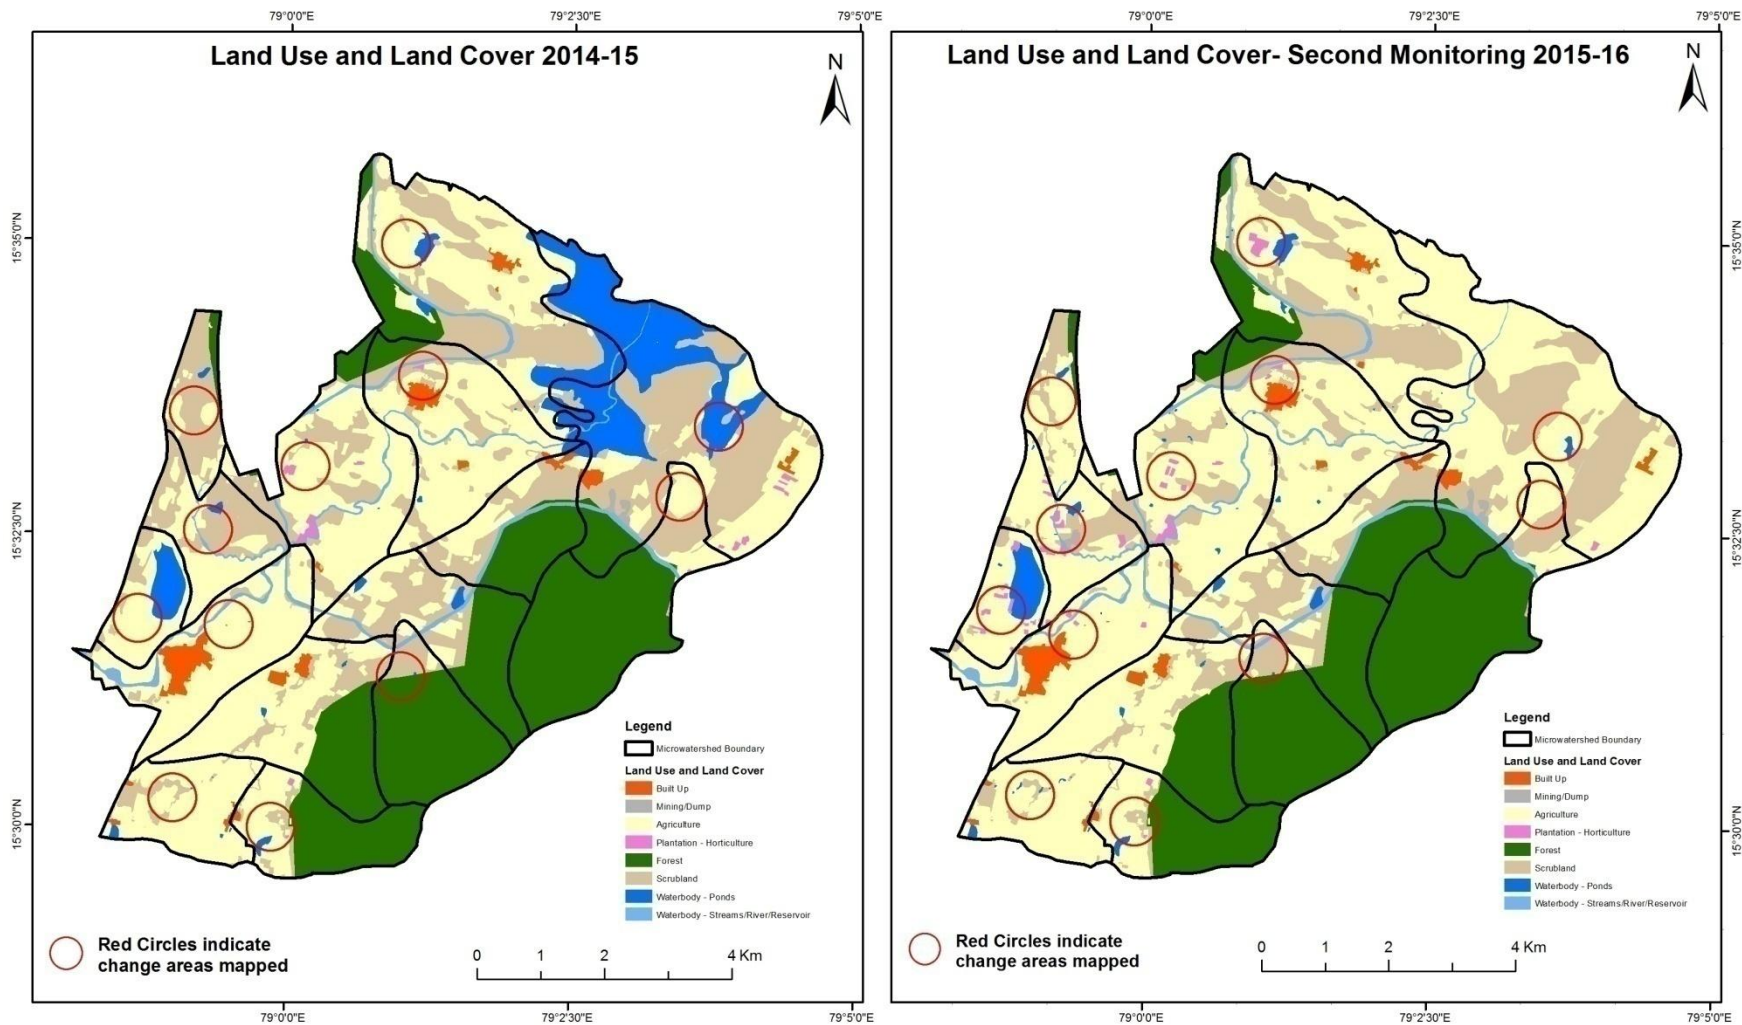 79°0'0"E 79°2'30"E 79°5'0"E
Land Use and Land Cover 2014-15
N
15°35'0"N
15°32'30"N
15°30'0"N
Legend
Microwatershed Boundary
Land Use and Land Cover
Built Up
Mining/Dump
Agriculture
Plantation - Horticulture
Forest
Scrubland
Waterbody - Ponds
Waterbody - Streams/River/Reservoir
Red Circles indicate
change areas mapped
0 1 2 4 Km
79°0'0"E 79°2'30"E 79°5'0"E
79°0'0"E 79°2'30"E 79°5'0"E
Land Use and Land Cover- Second Monitoring 2015-16
N
15°35'0"N
15°32'30"N
15°30'0"N
Legend
Microwatershed Boundary
Land Use and Land Cover
Built Up
Mining/Dump
Agriculture
Plantation - Horticulture
Forest
Scrubland
Waterbody - Ponds
Waterbody - Streams/River/Reservoir
Red Circles indicate
change areas mapped
0 1 2 4 Km
79°0'0"E 79°2'30"E 79°5'0"E